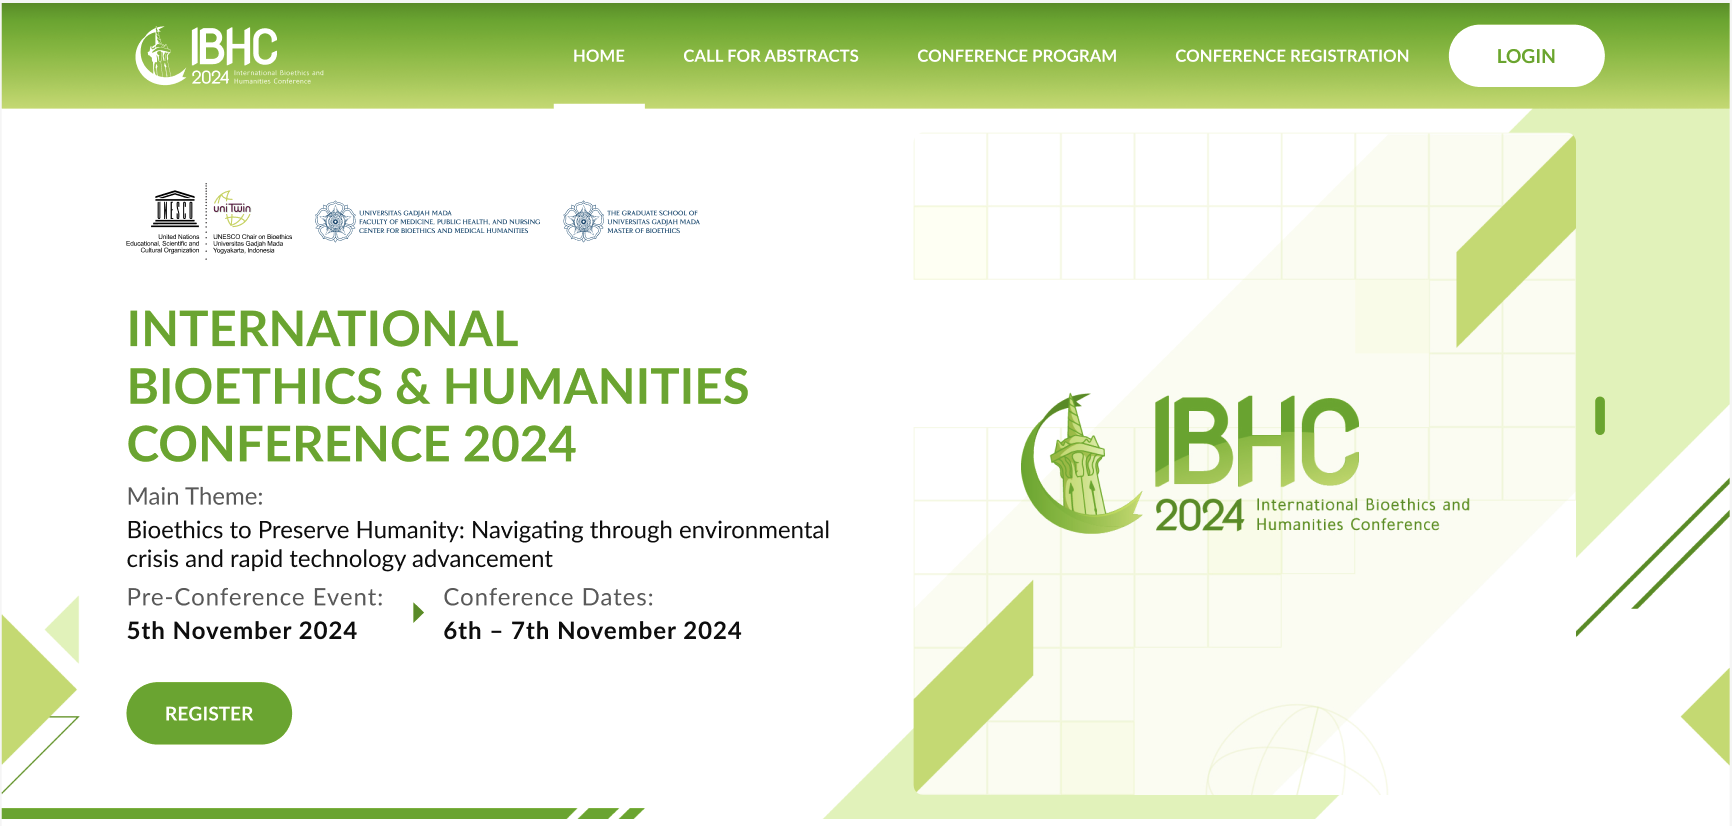 IBHC
2024 International Bioethics and
Humanities Conference
HOME
CALL FOR ABSTRACTS
CONFERENCE PROGRAM
CONFERENCE REGISTRATION
LOGIN
UNESCO
United Nations
Educational, Scientific and
Cultural Organization
uniTwin
UNESCO Chair on Bioethics
Universitas Gadjah Mada
Yogyakarta, Indonesia
UNIVERSITAS GADJAH MADA
FACULTY OF MEDICINE, PUBLIC HEALTH, AND NURSING
CENTER FOR BIOETHICS AND MEDICAL HUMANITIES
THE GRADUATE SCHOOL OF
UNIVERSITAS GADJAH MADA
MASTER OF BIOETHICS
INTERNATIONAL
BIOETHICS & HUMANITIES
CONFERENCE 2024
Main Theme:
Bioethics to Preserve Humanity: Navigating through environmental
crisis and rapid technology advancement
Pre-Conference Event:
5th November 2024
Conference Dates:
6th – 7th November 2024
REGISTER
IBHC
2024 International Bioethics and
Humanities Conference